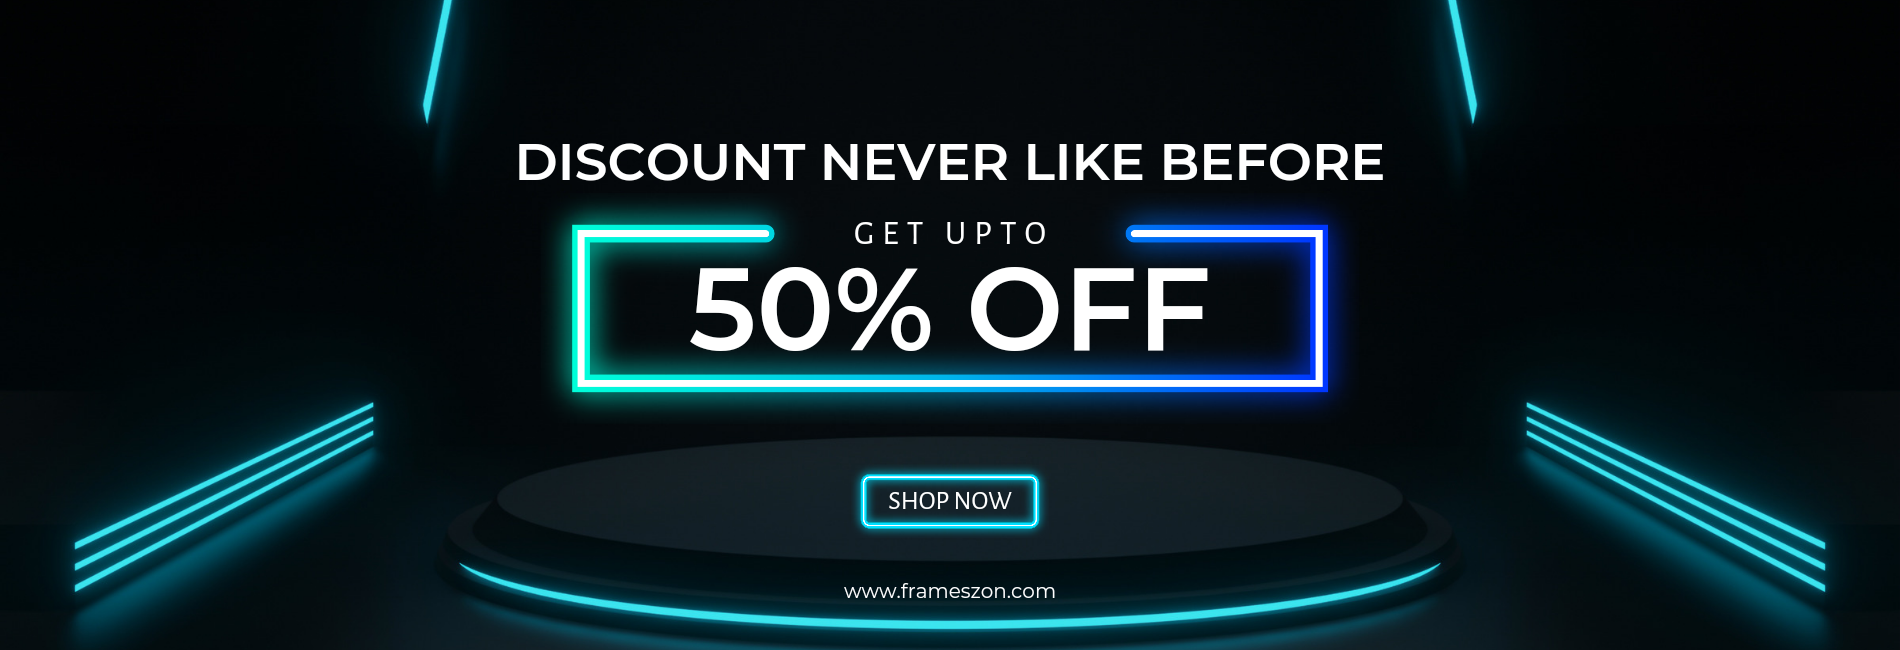 DISCOUNT NEVER LIKE BEFORE
GET UPTO
50% OFF
SHOP NOW
www.frameszon.com